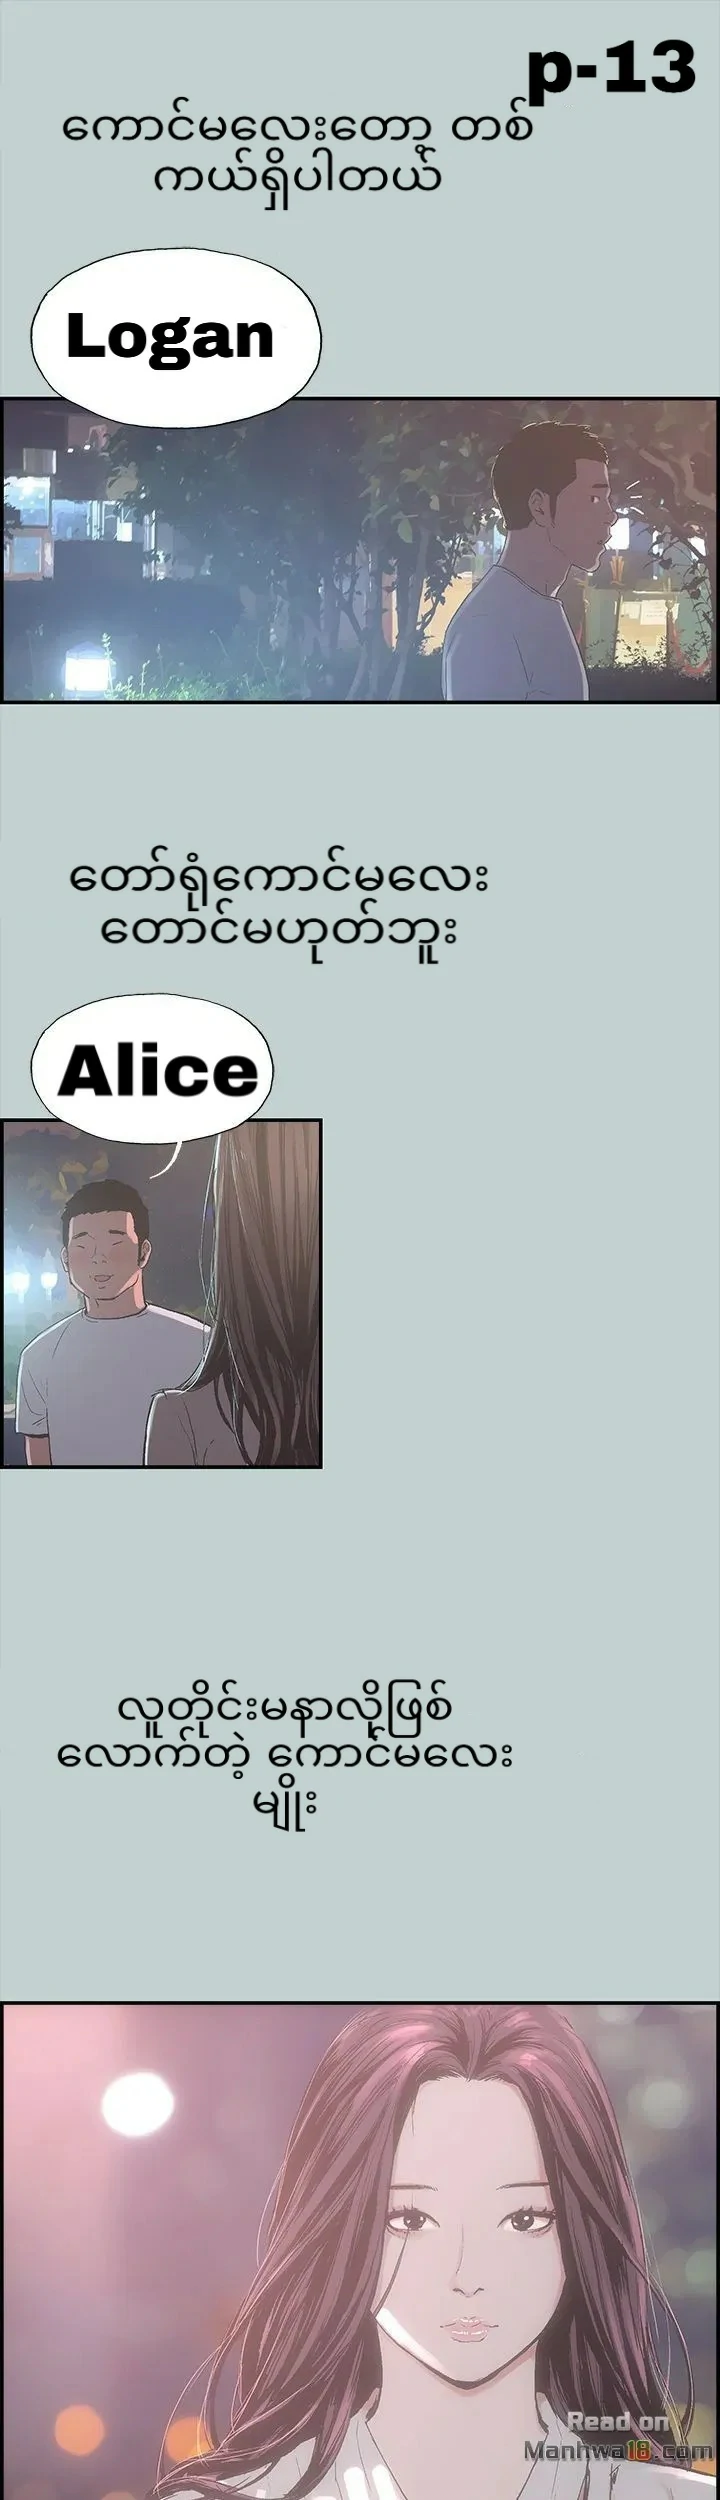 p-13
ကောင်မလေးတော့ တစ်
ကယ်ရှိပါတယ်
Logan
တော်ရုံကောင်မလေး
တောင်မဟုတ်ဘူး
Alice
လူတိုင်းမနာလိုဖြစ်
လောက်တဲ့ ကောင်မလေး
မျိုး
Read on
Manhwa18.com